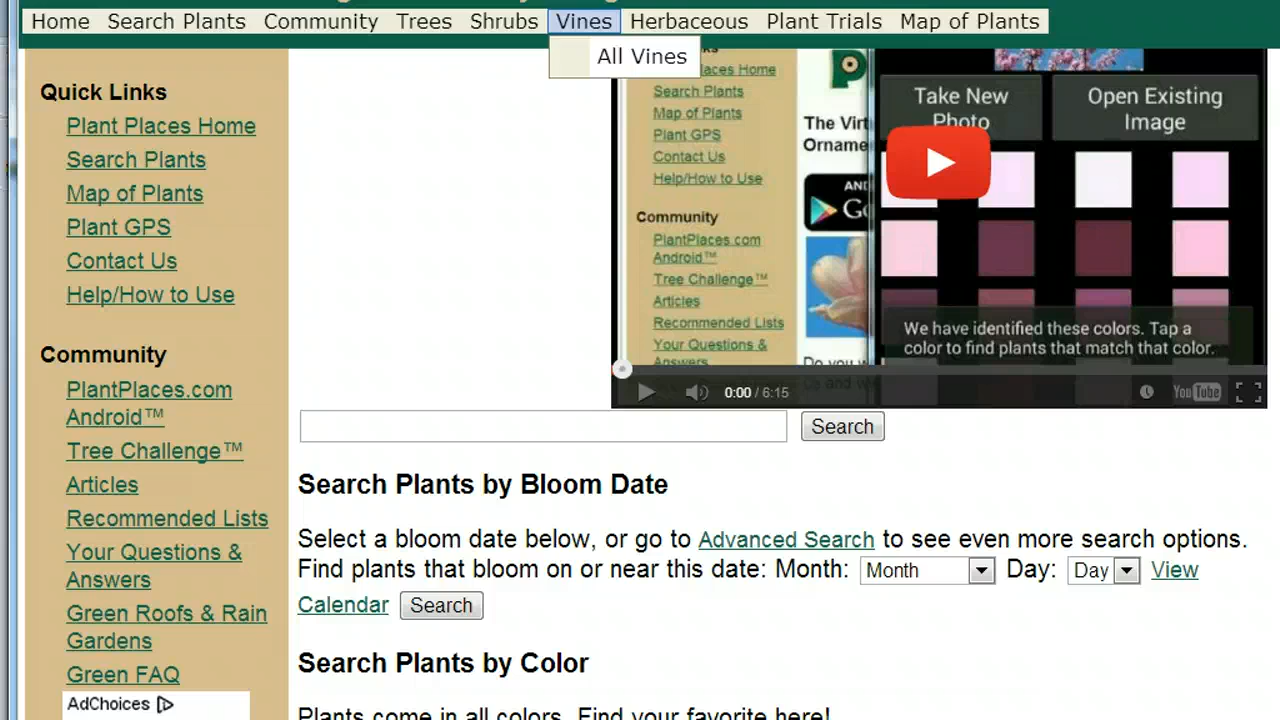 Home Search Plants Community Trees Shrubs Vines Herbaceous Plant Trials Map of Plants
All Vines
Quick Links
Plant Places Home
Search Plants
Map of Plants
Plant GPS
Contact Us
Help/How to Use
Community
PlantPlaces.com
Android™
Tree Challenge™
Articles
Recommended Lists
Your Questions &
Answers
Green Roofs & Rain
Gardens
Green FAQ
AdChoices
laces Home
Search Plants
Map of Plants
Plant GPS
Contact Us
Help/How to Use
Community
PlantPlaces.com
Android™
Tree Challenge™
Articles
Recommended Lists
Your Questions &
Answers
The Virt
Orname
AND
Go
Do you
Take New
Photo
Open Existing
Image
We have identified these colors. Tap a
color to find plants that match that color.
0:00 / 6:15
YouTube
Search
Search Plants by Bloom Date
Select a bloom date below, or go to Advanced Search to see even more search options.
Find plants that bloom on or near this date: Month: Month Day: Day View
Calendar Search
Search Plants by Color
Plants come in all colors. Find your favorite here!